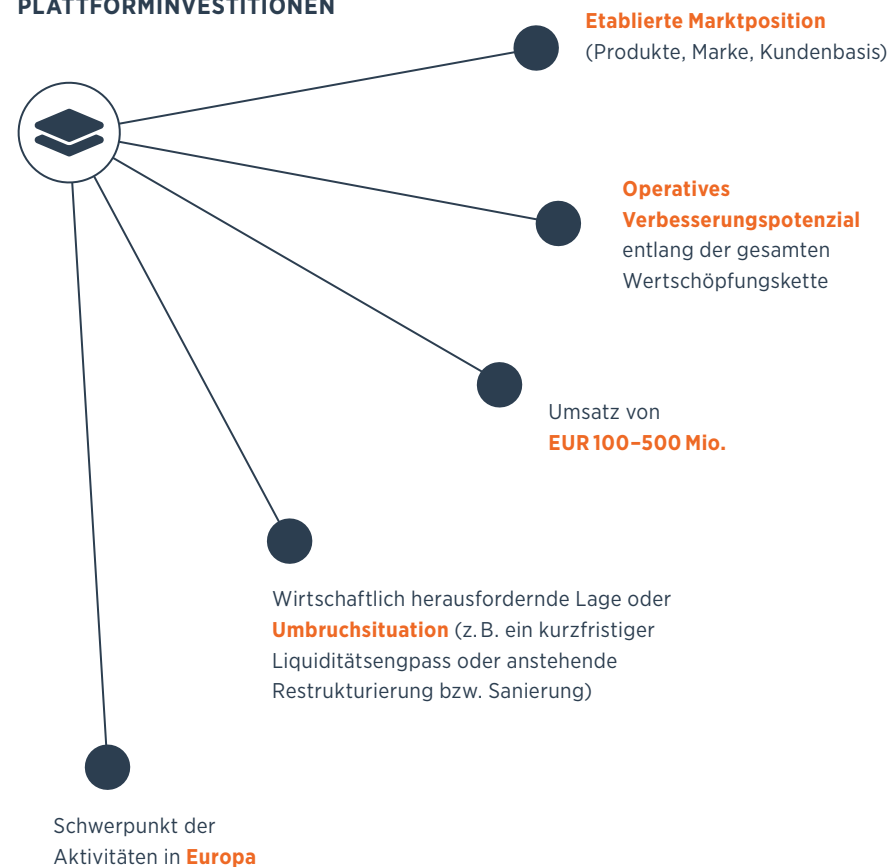 PLATTFORMINVESTITIONEN
Etablierte Marktposition
(Produkte, Marke, Kundenbasis)
Operatives
Verbesserungspotenzial
entlang der gesamten
Wertschöpfungskette
Umsatz von
EUR 100–500 Mio.
Wirtschaftlich herausfordernde Lage oder
Umbruchsituation (z. B. ein kurzfristiger
Liquiditätsengpass oder anstehende
Restrukturierung bzw. Sanierung)
Schwerpunkt der
Aktivitäten in Europa